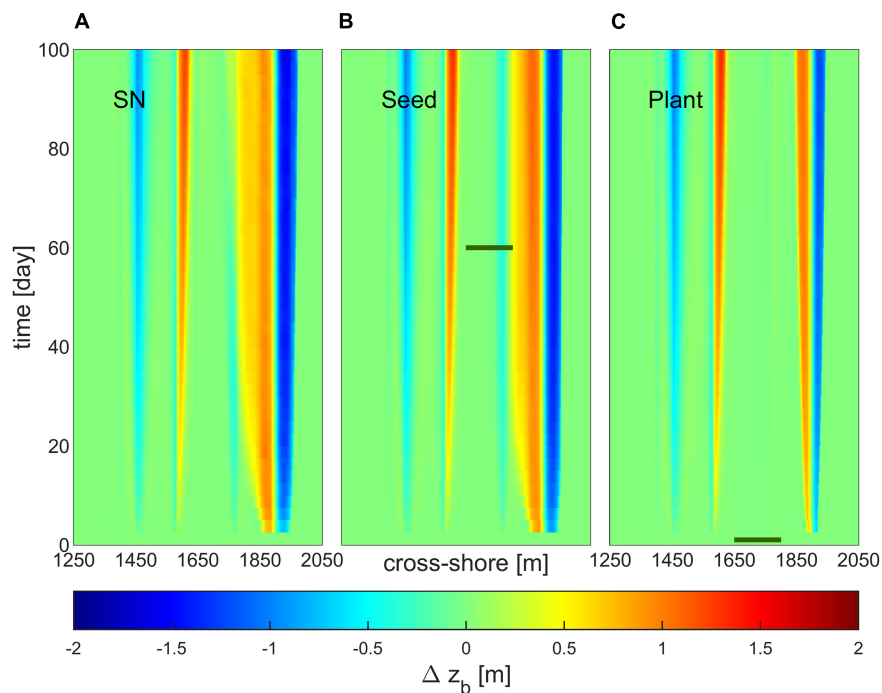 A B C
100 SN Seed Plant
80
60
40
20
0
time [day]
1250 1450 1650 1850 2050 cross-shore [m] 1250 1450 1650 1850 2050
-2 -1.5 -1 -0.5 0 0.5 1 1.5 2
Δ z_b [m]